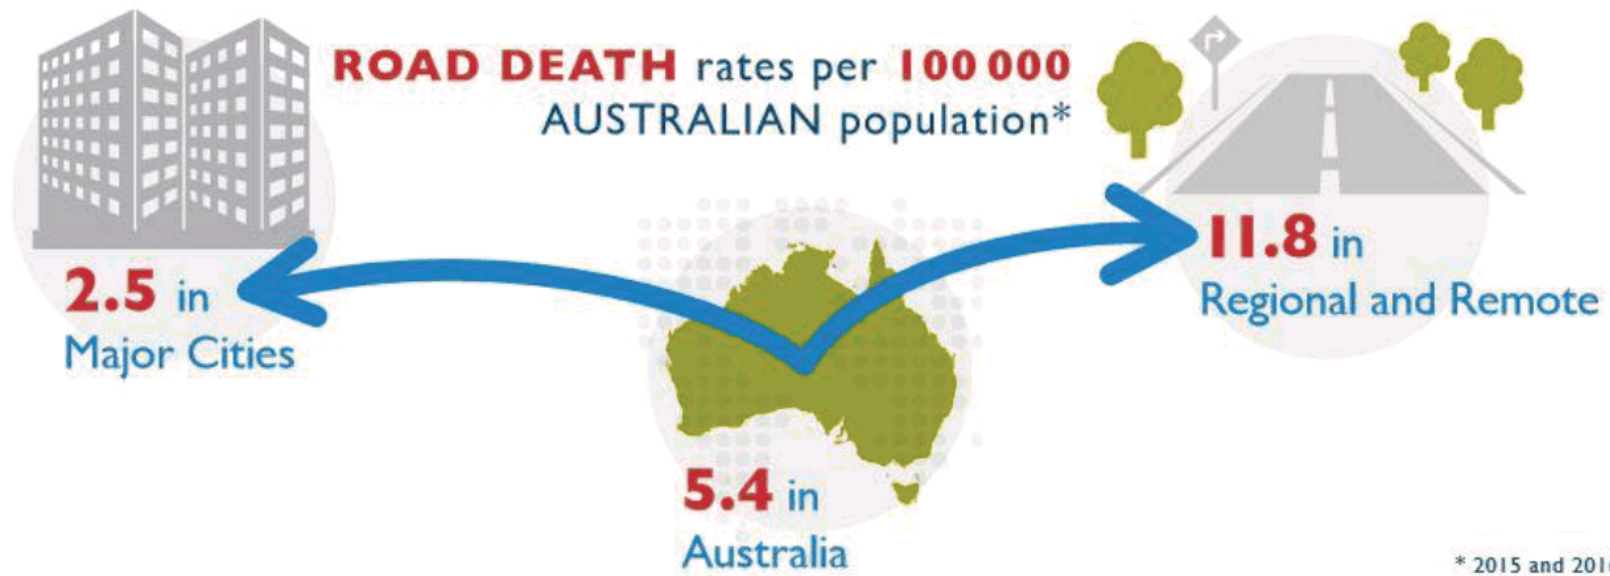 ROAD DEATH rates per 100 000
AUSTRALIAN population*
2.5 in
Major Cities
11.8 in
Regional and Remote
5.4 in
Australia
* 2015 and